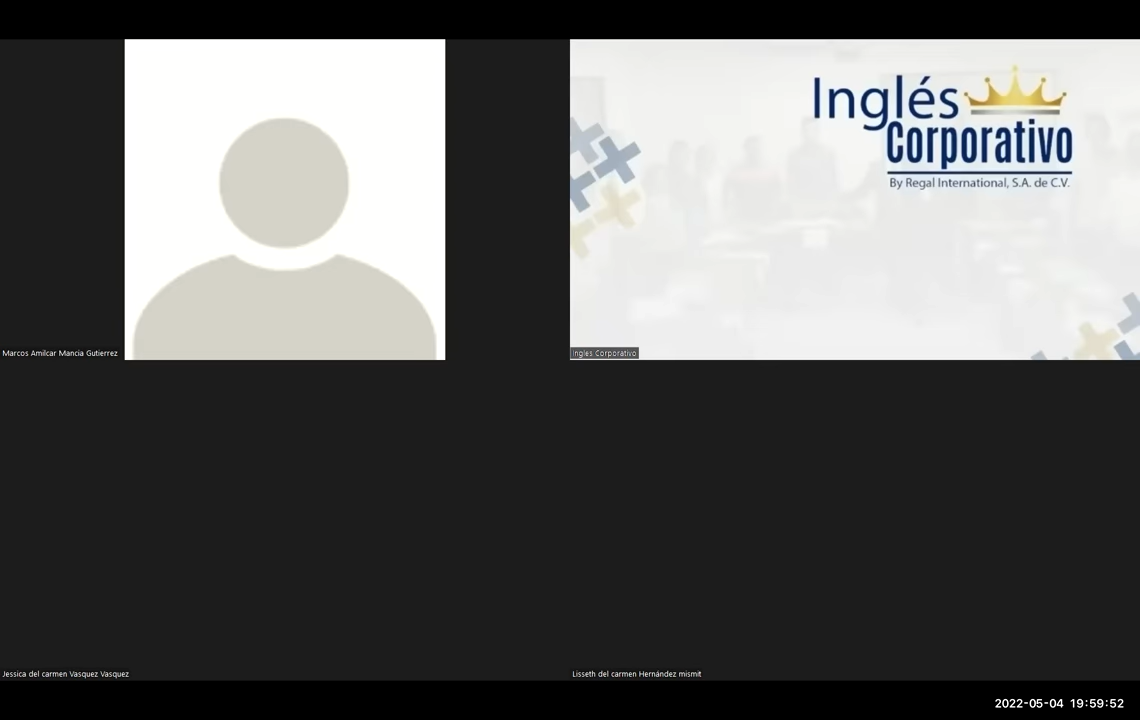 Inglés
Corporativo
By Regal International, S.A. de C.V.
Marcos Amilcar Mancia Gutierrez
Ingles Corporativo
Jessica del carmen Vasquez Vasquez
Lisseth del carmen Hernández mismit
2022-05-04 19:59:52